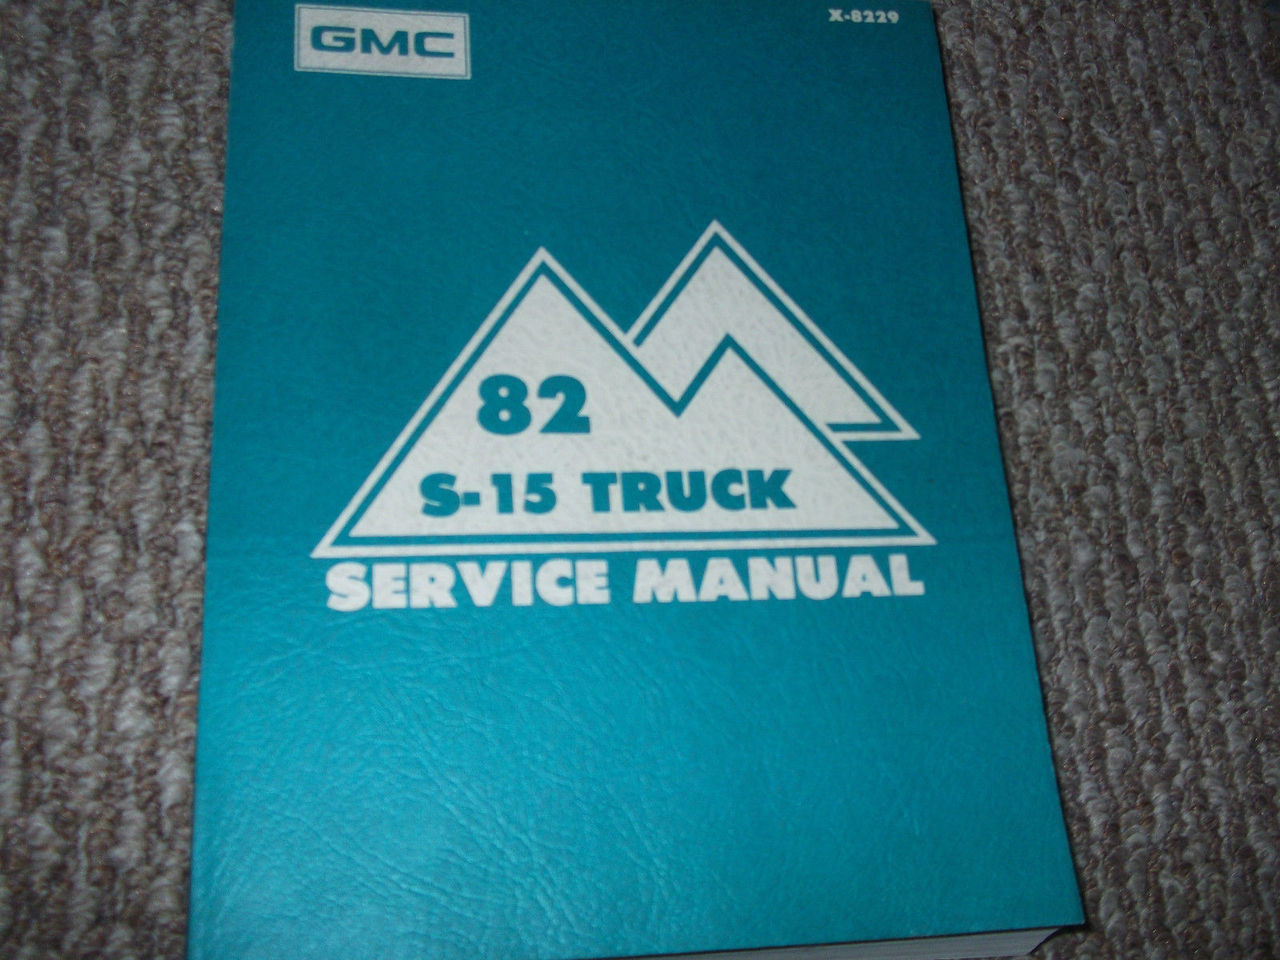 GMC
X-8229
82
S-15 TRUCK
SERVICE MANUAL